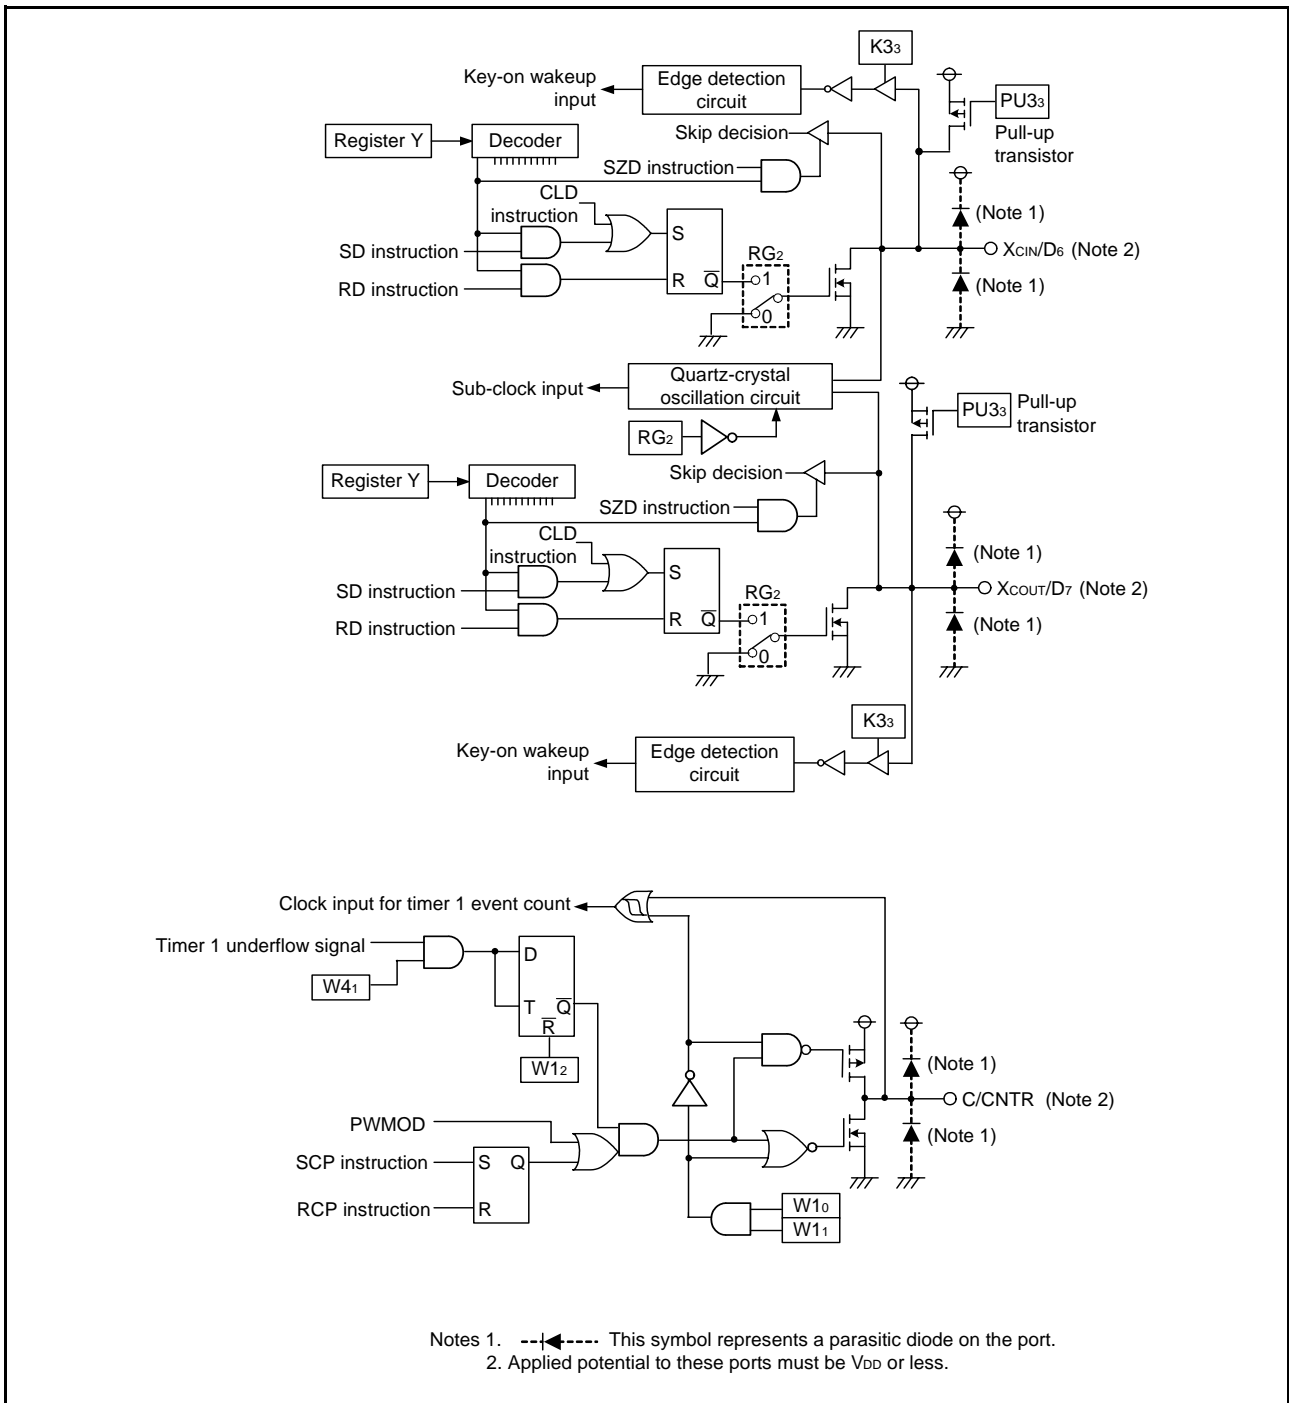 K33
Key-on wakeup
input
Edge detection
circuit
PU33
Pull-up
transistor
Register Y
Decoder
Skip decision
SZD instruction
CLD
instruction
SD instruction
RD instruction
S
R
Q
RG2
1
0
(Note 1)
XCIN/D6 (Note 2)
(Note 1)
Sub-clock input
Quartz-crystal
oscillation circuit
RG2
PU33
Pull-up
transistor
Register Y
Decoder
Skip decision
SZD instruction
CLD
instruction
SD instruction
RD instruction
S
R
Q
RG2
1
0
(Note 1)
XCOUT/D7 (Note 2)
(Note 1)
K33
Key-on wakeup
input
Edge detection
circuit
Clock input for timer 1 event count
Timer 1 underflow signal
W41
D
T
Q
R
W12
PWMOD
SCP instruction
RCP instruction
S
Q
R
(Note 1)
C/CNTR (Note 2)
(Note 1)
W10
W11
Notes 1. This symbol represents a parasitic diode on the port.
2. Applied potential to these ports must be VDD or less.